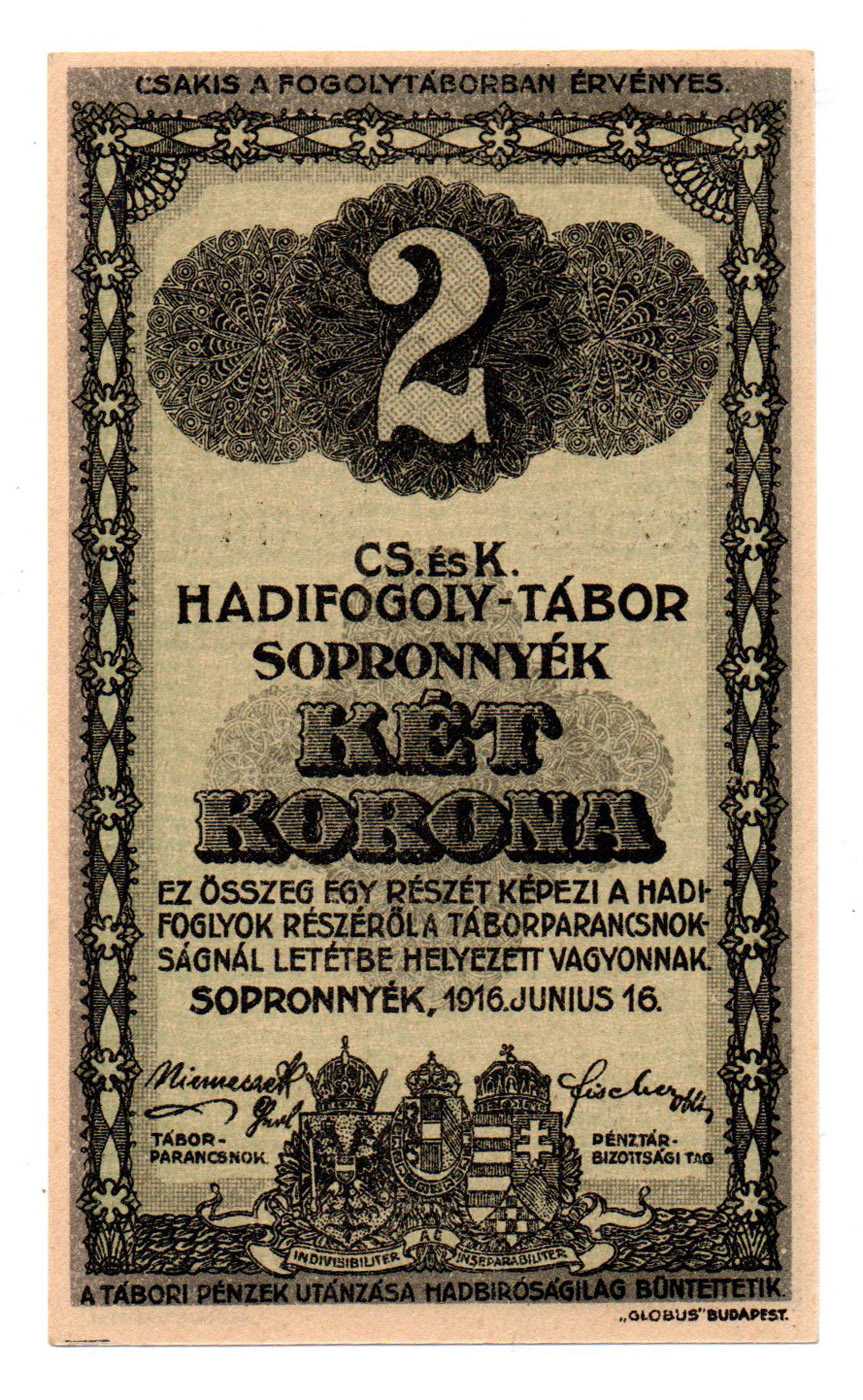 CSAKIS A FOGOLYTÁBORBAN ÉRVÉNYES.
2
CS. ÉS K.
HADIFOGOLY-TÁBOR
SOPRONNYÉK
KÉT
KORONA
EZ ÖSSZEG EGY RÉSZÉT KÉPEZI A HADI-
FOGLYOK RÉSZÉRŐL A TÁBORPARANCSNOK-
SÁGNÁL LETÉTBE HELYEZETT VAGYONNAK.
SOPRONNYÉK, 1916. JUNIUS 16.
Niemeczek
Fischer
TÁBOR-
PARANCSNOK.
PÉNZTÁR-
BIZOTTSÁGI TAG
INDIVISIBILITER AC INSEPARABILITER
A TÁBORI PÉNZEK UTÁNZÁSA HADBIRÓSÁGILAG BÜNTETTETIK.
„GLOBUS" BUDAPEST.